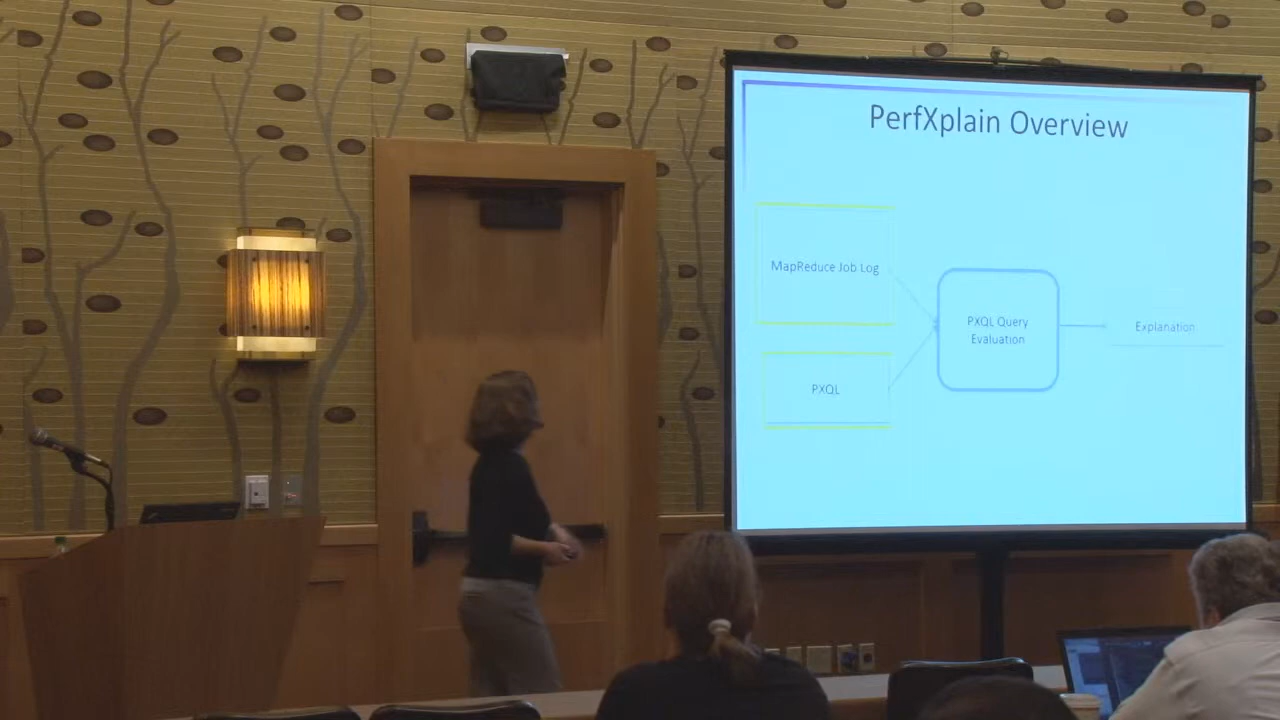 PerfXplain Overview
MapReduce Job Log
PXQL
PXQL Query
Evaluation
Explanation